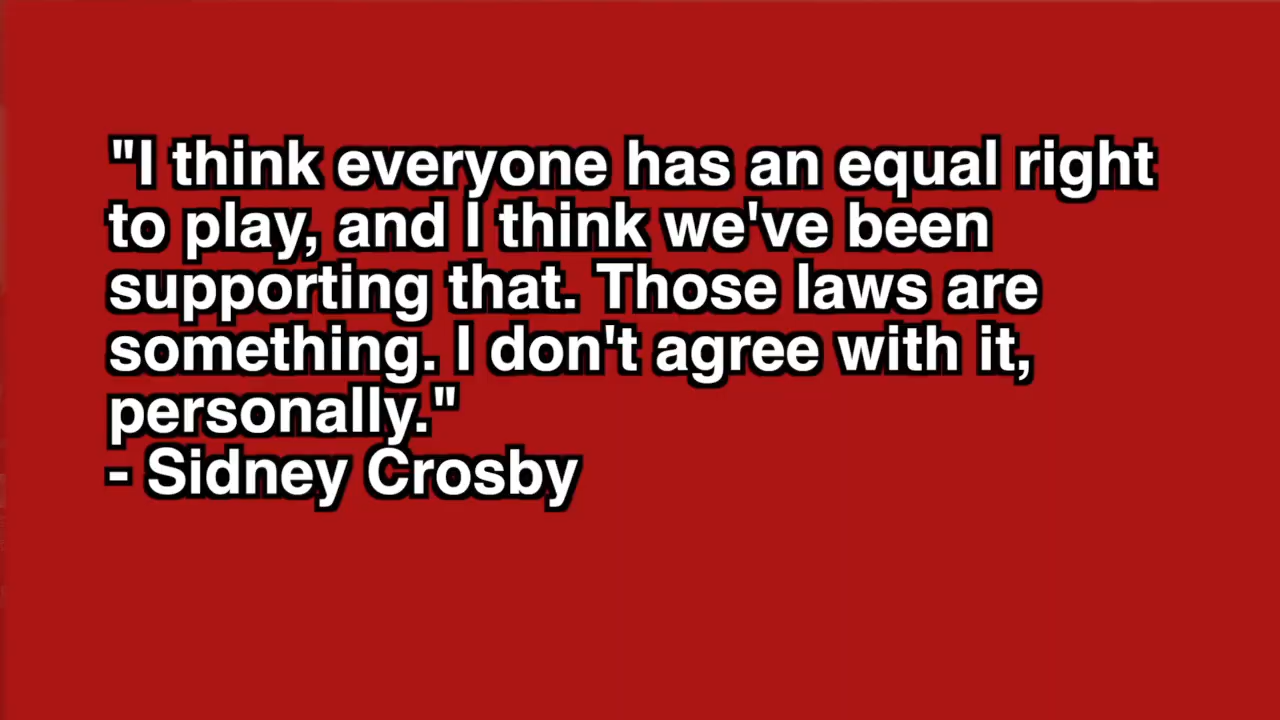 "I think everyone has an equal right
to play, and I think we've been
supporting that. Those laws are
something. I don't agree with it,
personally."
- Sidney Crosby